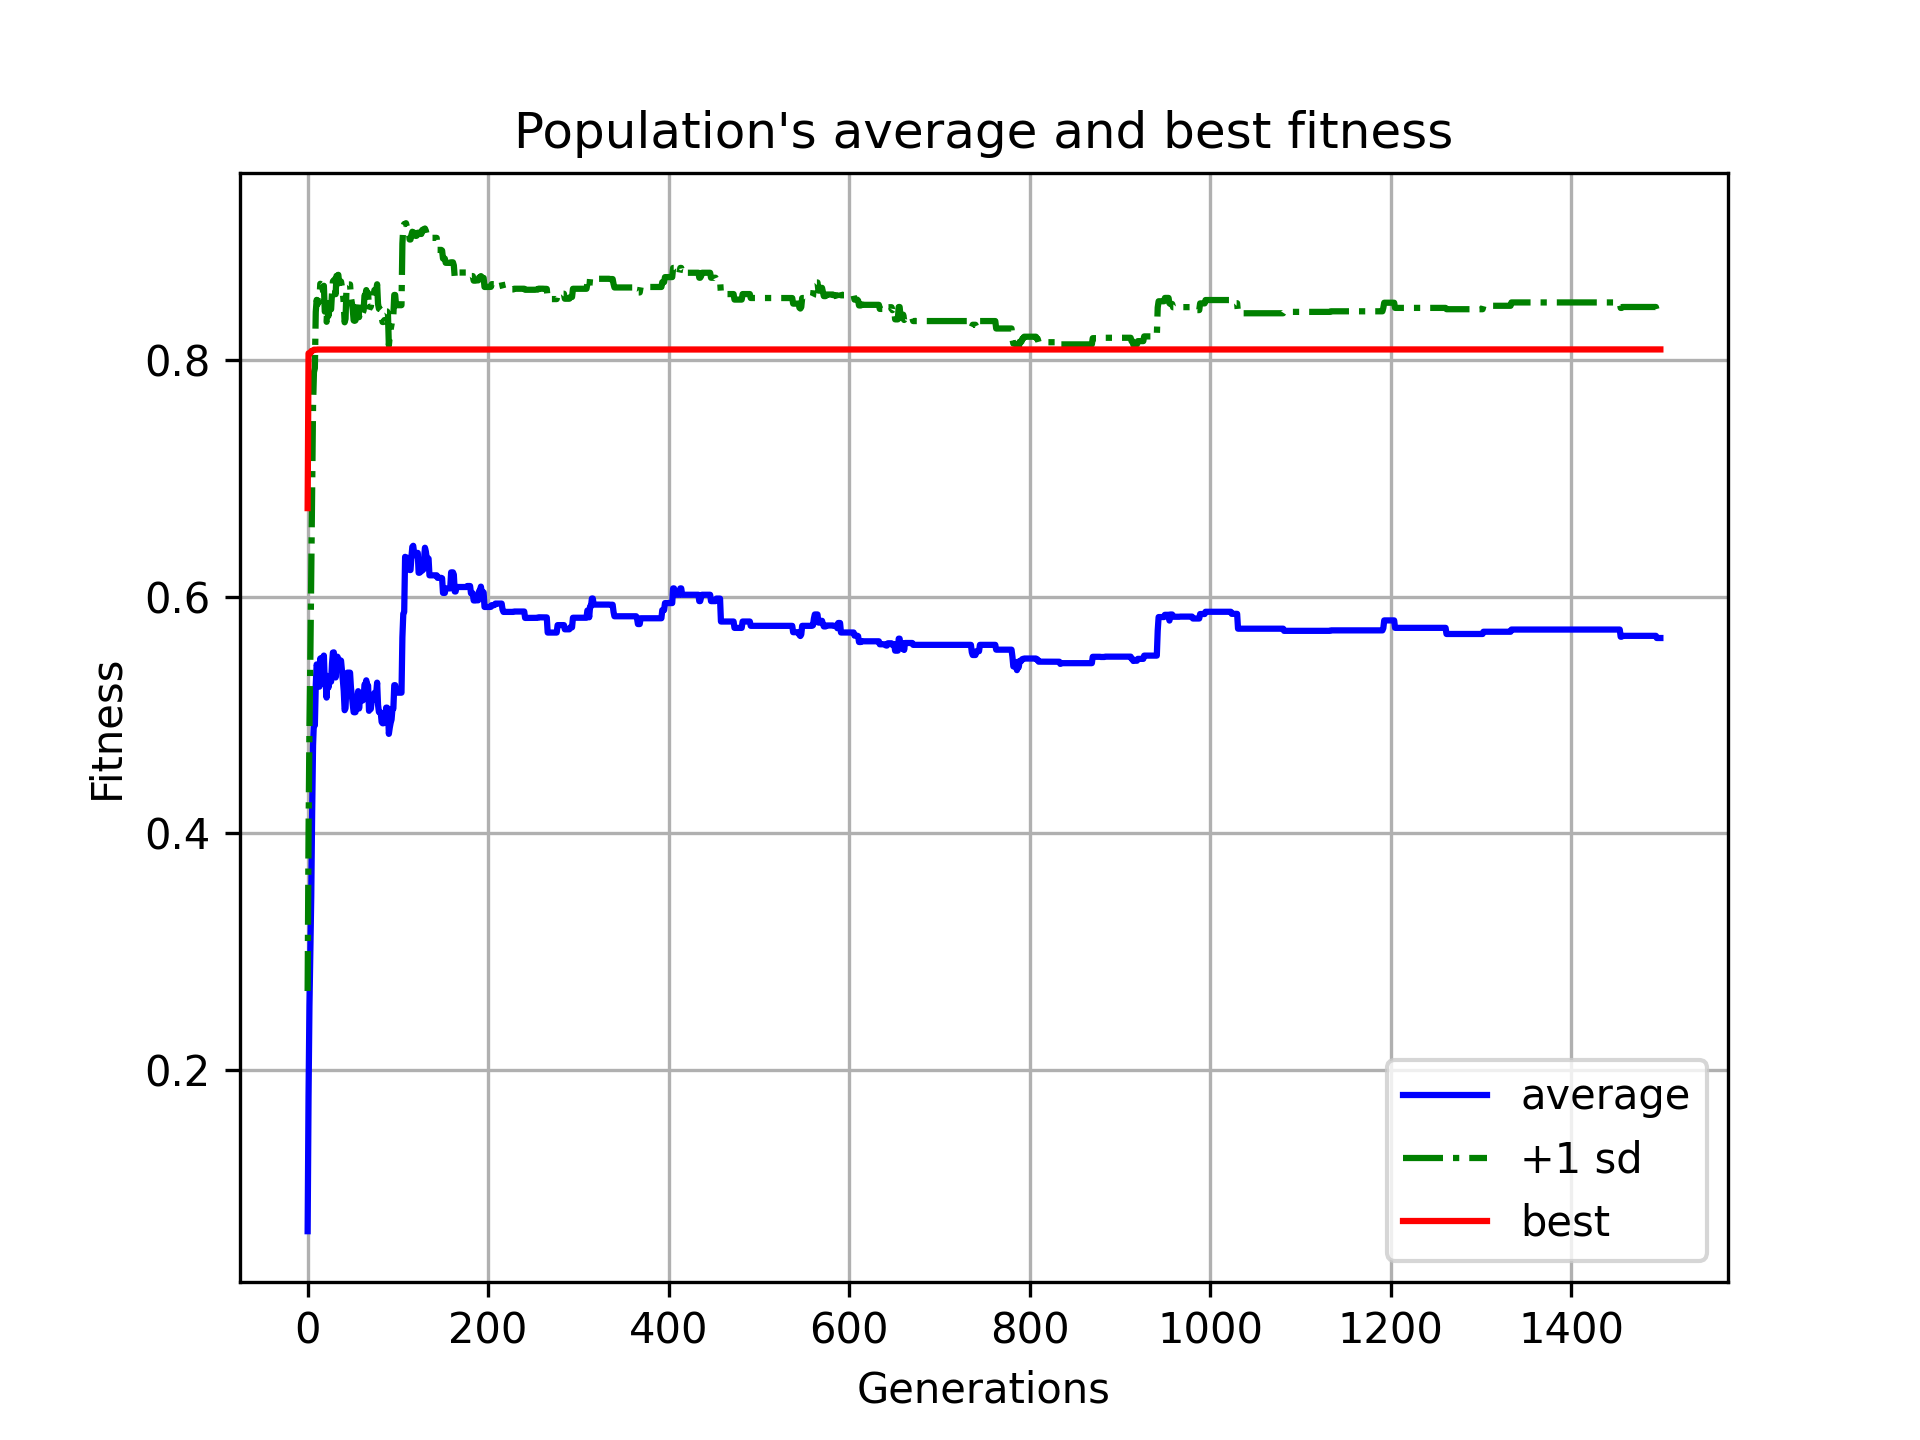 Population's average and best fitness
0.8
0.6
0.4
0.2
Fitness
0 200 400 600 800 1000 1200 1400
Generations
average
+1 sd
best